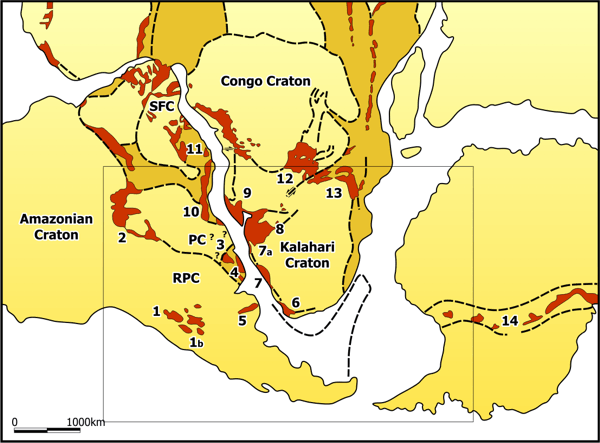 Congo Craton
SFC
11
12
13
9
10
8
Amazonian
Craton
2
PC
?
?
3
?
7a
Kalahari
Craton
4
RPC
7
6
1
5
14
1b
0
1000km